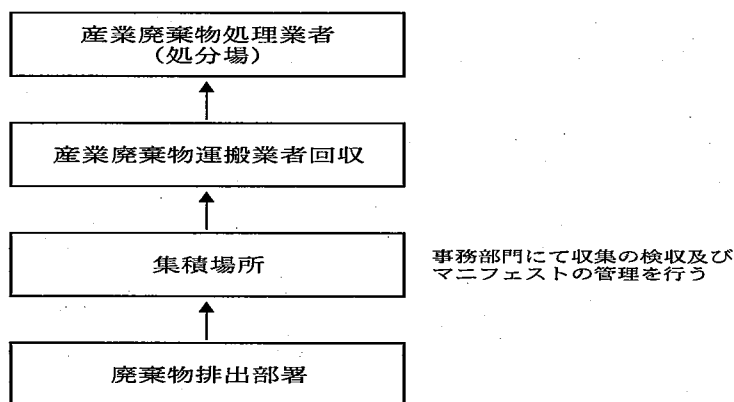 産業廃棄物処理業者
(処分場)
産業廃棄物運搬業者回収
集積場所
事務部門にて収集の検収及び
マニフェストの管理を行う
廃棄物排出部署